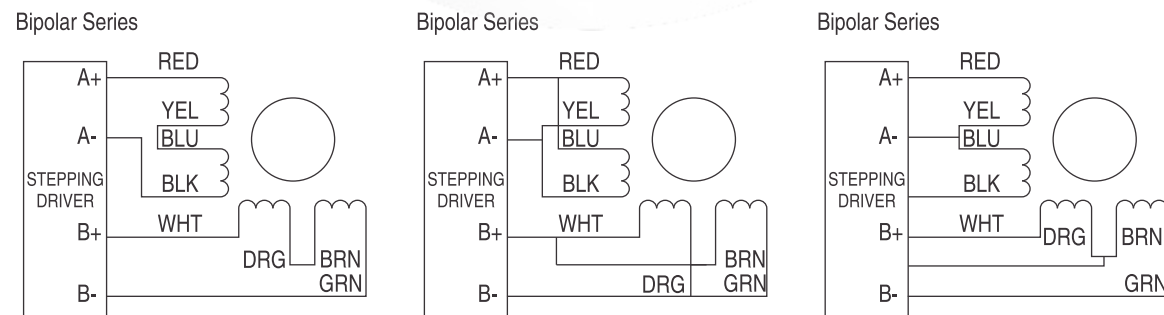 Bipolar Series
RED
A+
YEL
A-
BLU
STEPPING
DRIVER
BLK
WHT
B+
DRG
BRN
GRN
B-
Bipolar Series
RED
A+
YEL
A-
BLU
STEPPING
DRIVER
BLK
WHT
B+
BRN
DRG
GRN
B-
Bipolar Series
RED
A+
YEL
A-
BLU
STEPPING
DRIVER
BLK
WHT
B+
DRG
BRN
GRN
B-